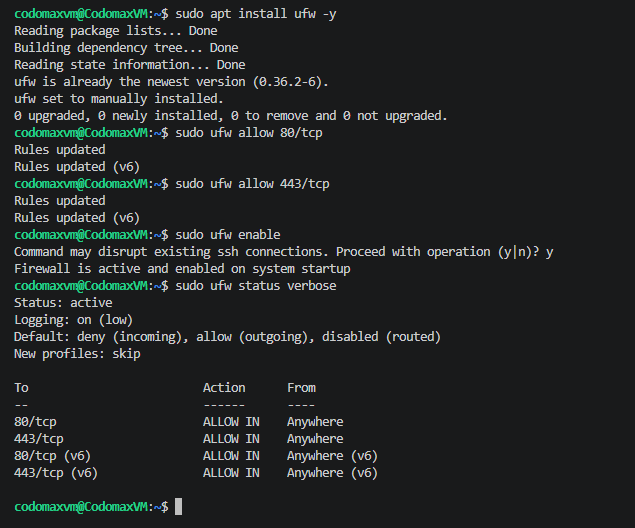 codomaxvm@CodomaxVM:~$ sudo apt install ufw -y
Reading package lists... Done
Building dependency tree... Done
Reading state information... Done
ufw is already the newest version (0.36.2-6).
ufw set to manually installed.
0 upgraded, 0 newly installed, 0 to remove and 0 not upgraded.
codomaxvm@CodomaxVM:~$ sudo ufw allow 80/tcp
Rules updated
Rules updated (v6)
codomaxvm@CodomaxVM:~$ sudo ufw allow 443/tcp
Rules updated
Rules updated (v6)
codomaxvm@CodomaxVM:~$ sudo ufw enable
Command may disrupt existing ssh connections. Proceed with operation (y|n)? y
Firewall is active and enabled on system startup
codomaxvm@CodomaxVM:~$ sudo ufw status verbose
Status: active
Logging: on (low)
Default: deny (incoming), allow (outgoing), disabled (routed)
New profiles: skip

To                         Action      From
--                         ------      ----
80/tcp                     ALLOW IN    Anywhere
443/tcp                    ALLOW IN    Anywhere
80/tcp (v6)                ALLOW IN    Anywhere (v6)
443/tcp (v6)               ALLOW IN    Anywhere (v6)

codomaxvm@CodomaxVM:~$